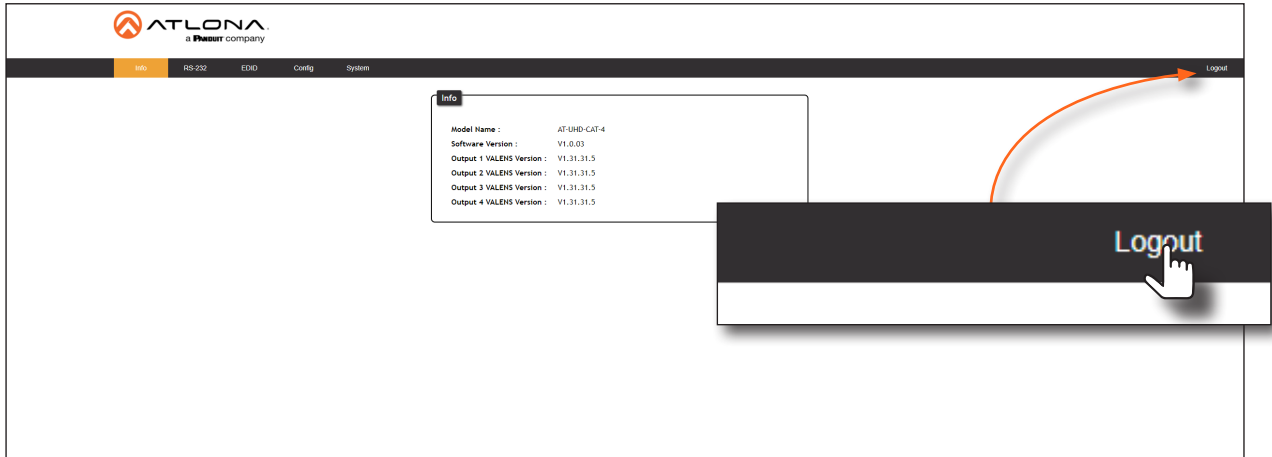 ATLONA.
a PANDUIT company
Info RS-232 EDID Config System Logout
Info
Model Name : AT-UHD-CAT-4
Software Version : V1.0.03
Output 1 VALENS Version : V1.31.31.5
Output 2 VALENS Version : V1.31.31.5
Output 3 VALENS Version : V1.31.31.5
Output 4 VALENS Version : V1.31.31.5
Logout